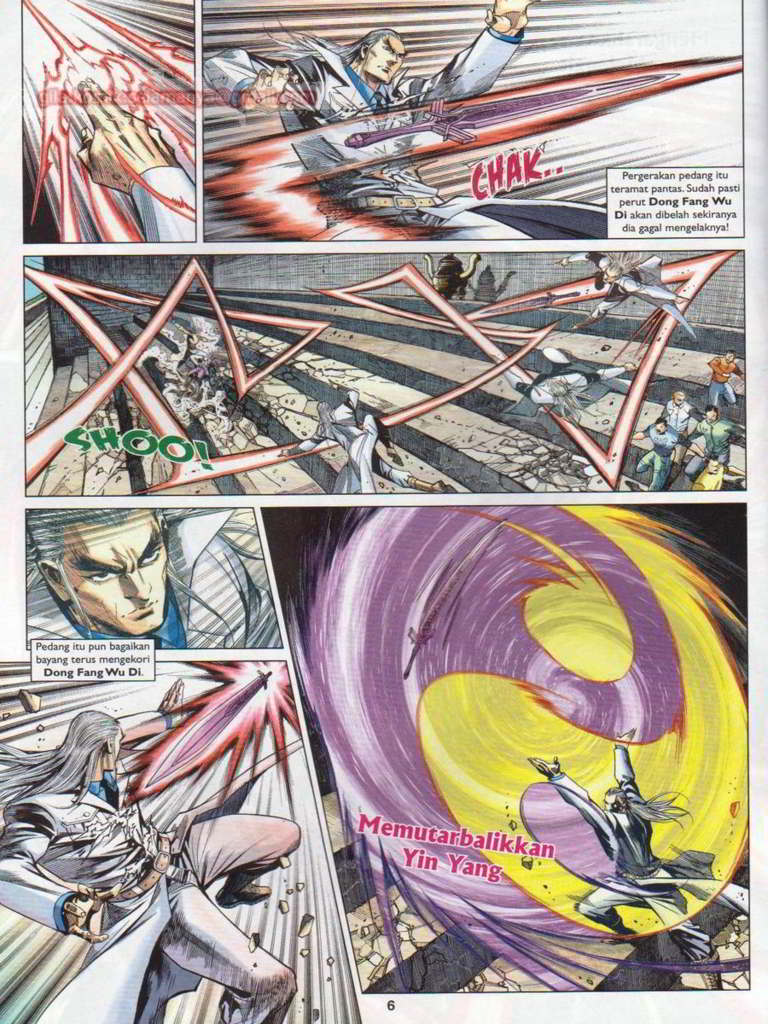 CHAK..
Pergerakan pedang itu
teramat pantas. Sudah pasti
perut Dong Fang Wu
Di akan dibelah sekiranya
dia gagal mengelaknya!
SHOO!
Pedang itu pun bagaikan
bayang terus mengekori
Dong Fang Wu Di.
Memutarbalikkan
Yin Yang
6